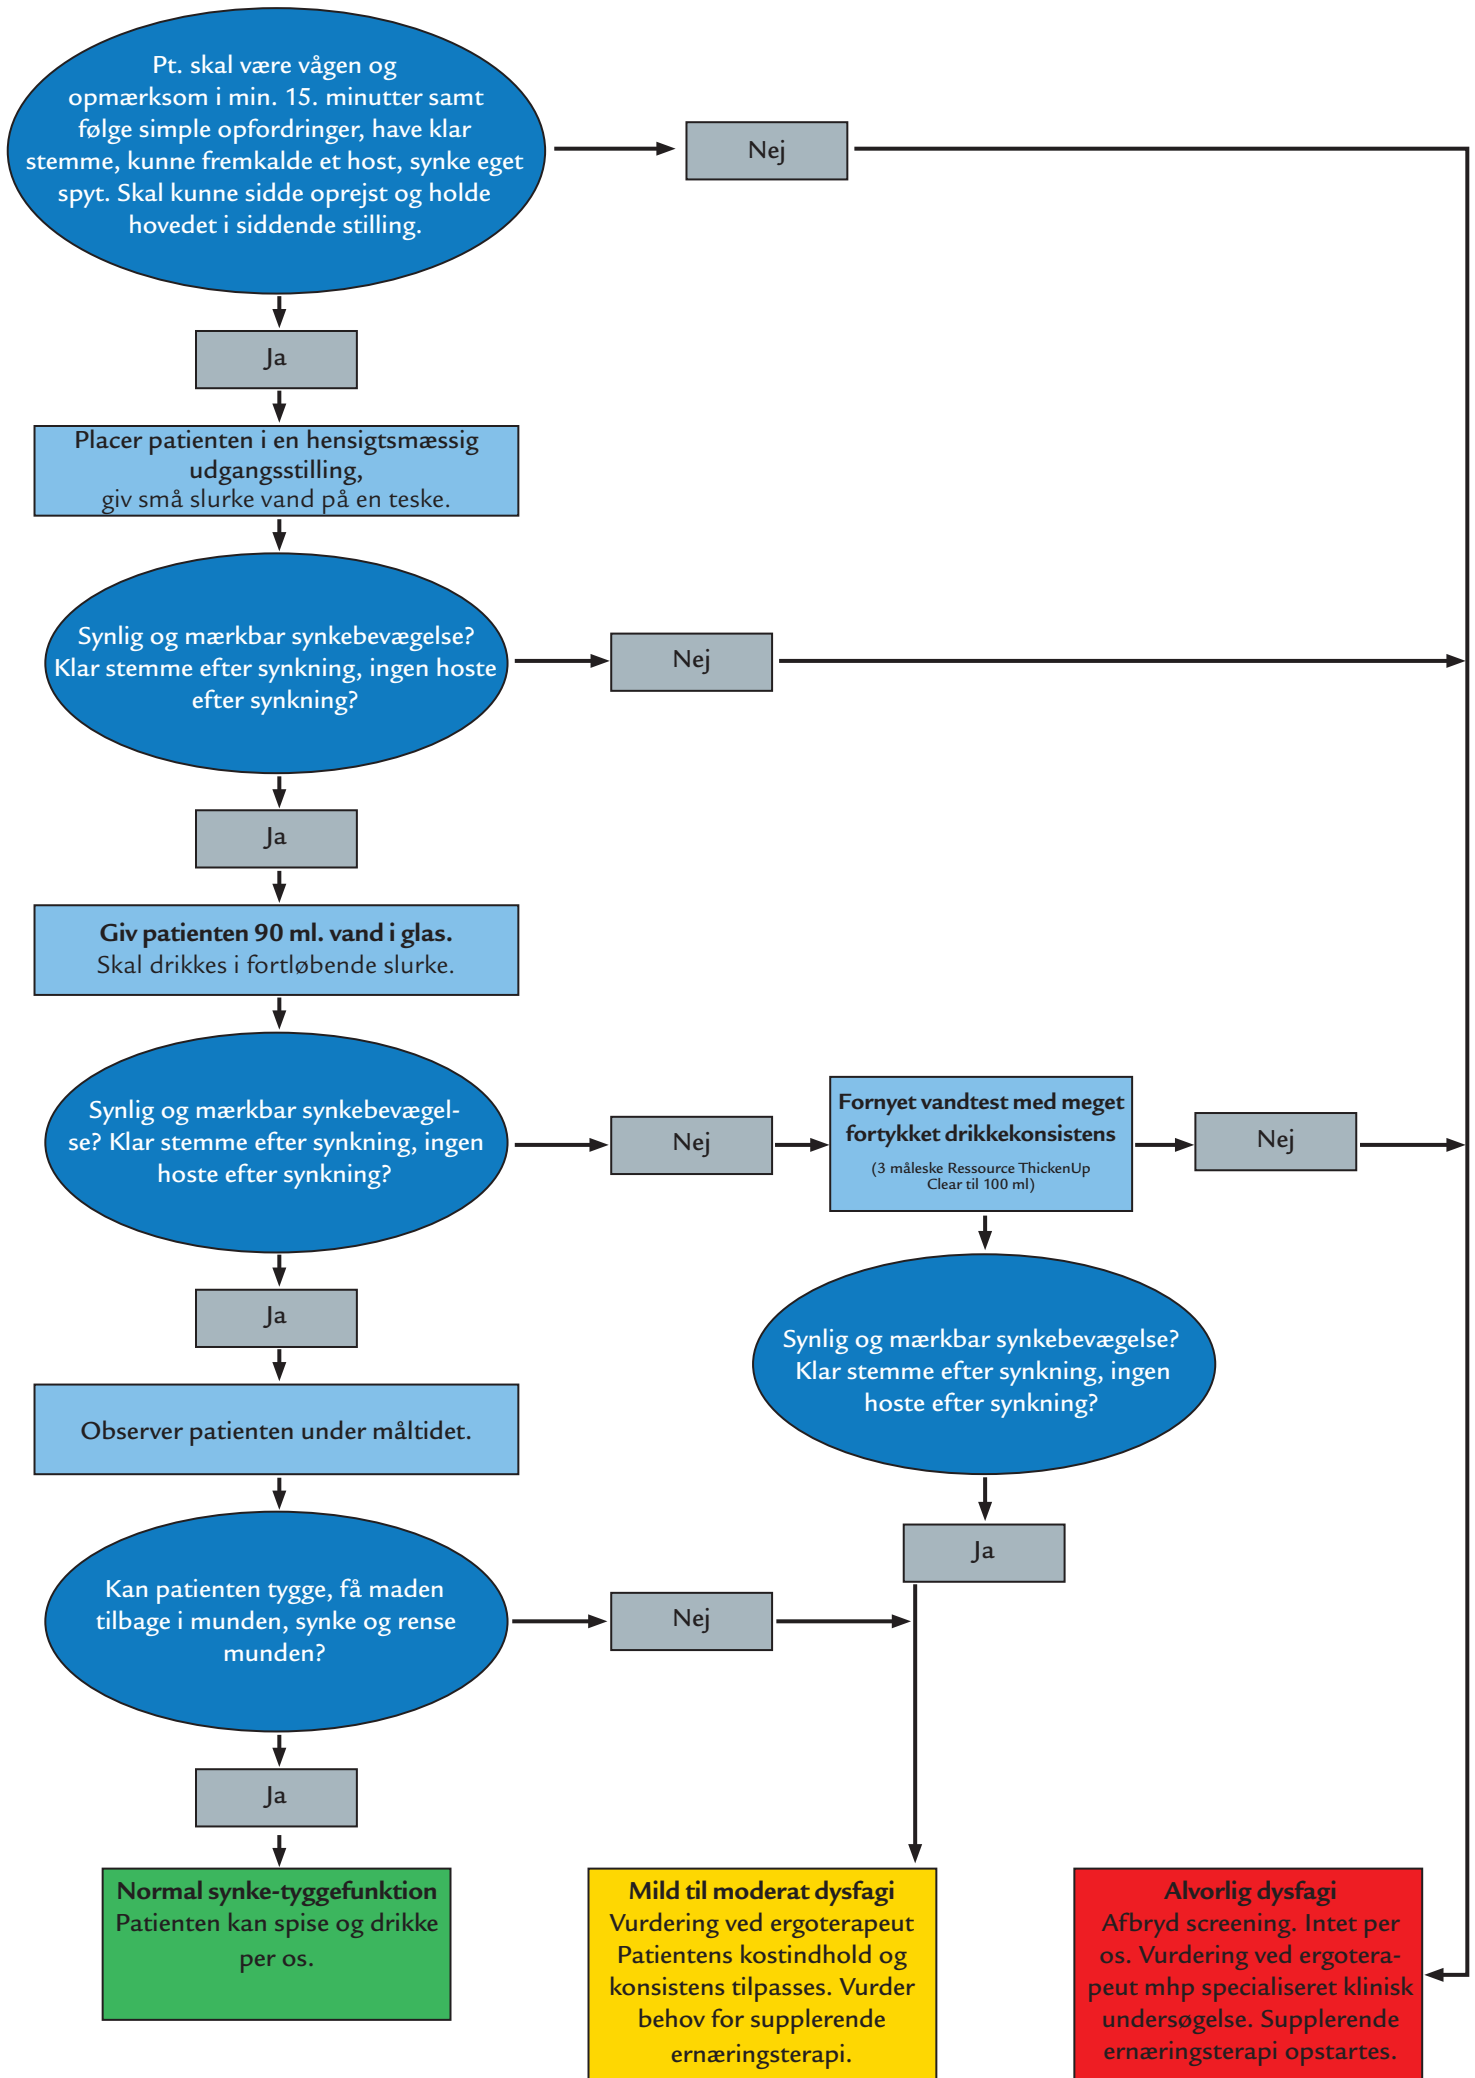 Pt. skal være vågen og
opmærksom i min. 15. minutter samt
følge simple opfordringer, have klar
stemme, kunne fremkalde et host, synke eget
spyt. Skal kunne sidde oprejst og holde
hovedet i siddende stilling.
Nej
Ja
Placer patienten i en hensigtsmæssig
udgangsstilling,
giv små slurke vand på en teske.
Synlig og mærkbar synkebevægelse?
Klar stemme efter synkning, ingen hoste
efter synkning?
Nej
Ja
Giv patienten 90 ml. vand i glas.
Skal drikkes i fortløbende slurke.
Synlig og mærkbar synkebevægel-
se? Klar stemme efter synkning, ingen
hoste efter synkning?
Nej
Fornyet vandtest med meget
fortykket drikkekonsistens
(3 måleske Ressource ThickenUp
Clear til 100 ml)
Nej
Ja
Synlig og mærkbar synkebevægelse?
Klar stemme efter synkning, ingen
hoste efter synkning?
Observer patienten under måltidet.
Ja
Kan patienten tygge, få maden
tilbage i munden, synke og rense
munden?
Nej
Ja
Normal synke-tyggefunktion
Patienten kan spise og drikke
per os.
Mild til moderat dysfagi
Vurdering ved ergoterapeut
Patientens kostindhold og
konsistens tilpasses. Vurder
behov for supplerende
ernæringsterapi.
Alvorlig dysfagi
Afbryd screening. Intet per
os. Vurdering ved ergotera-
peut mhp specialiseret klinisk
undersøgelse. Supplerende
ernæringsterapi opstartes.